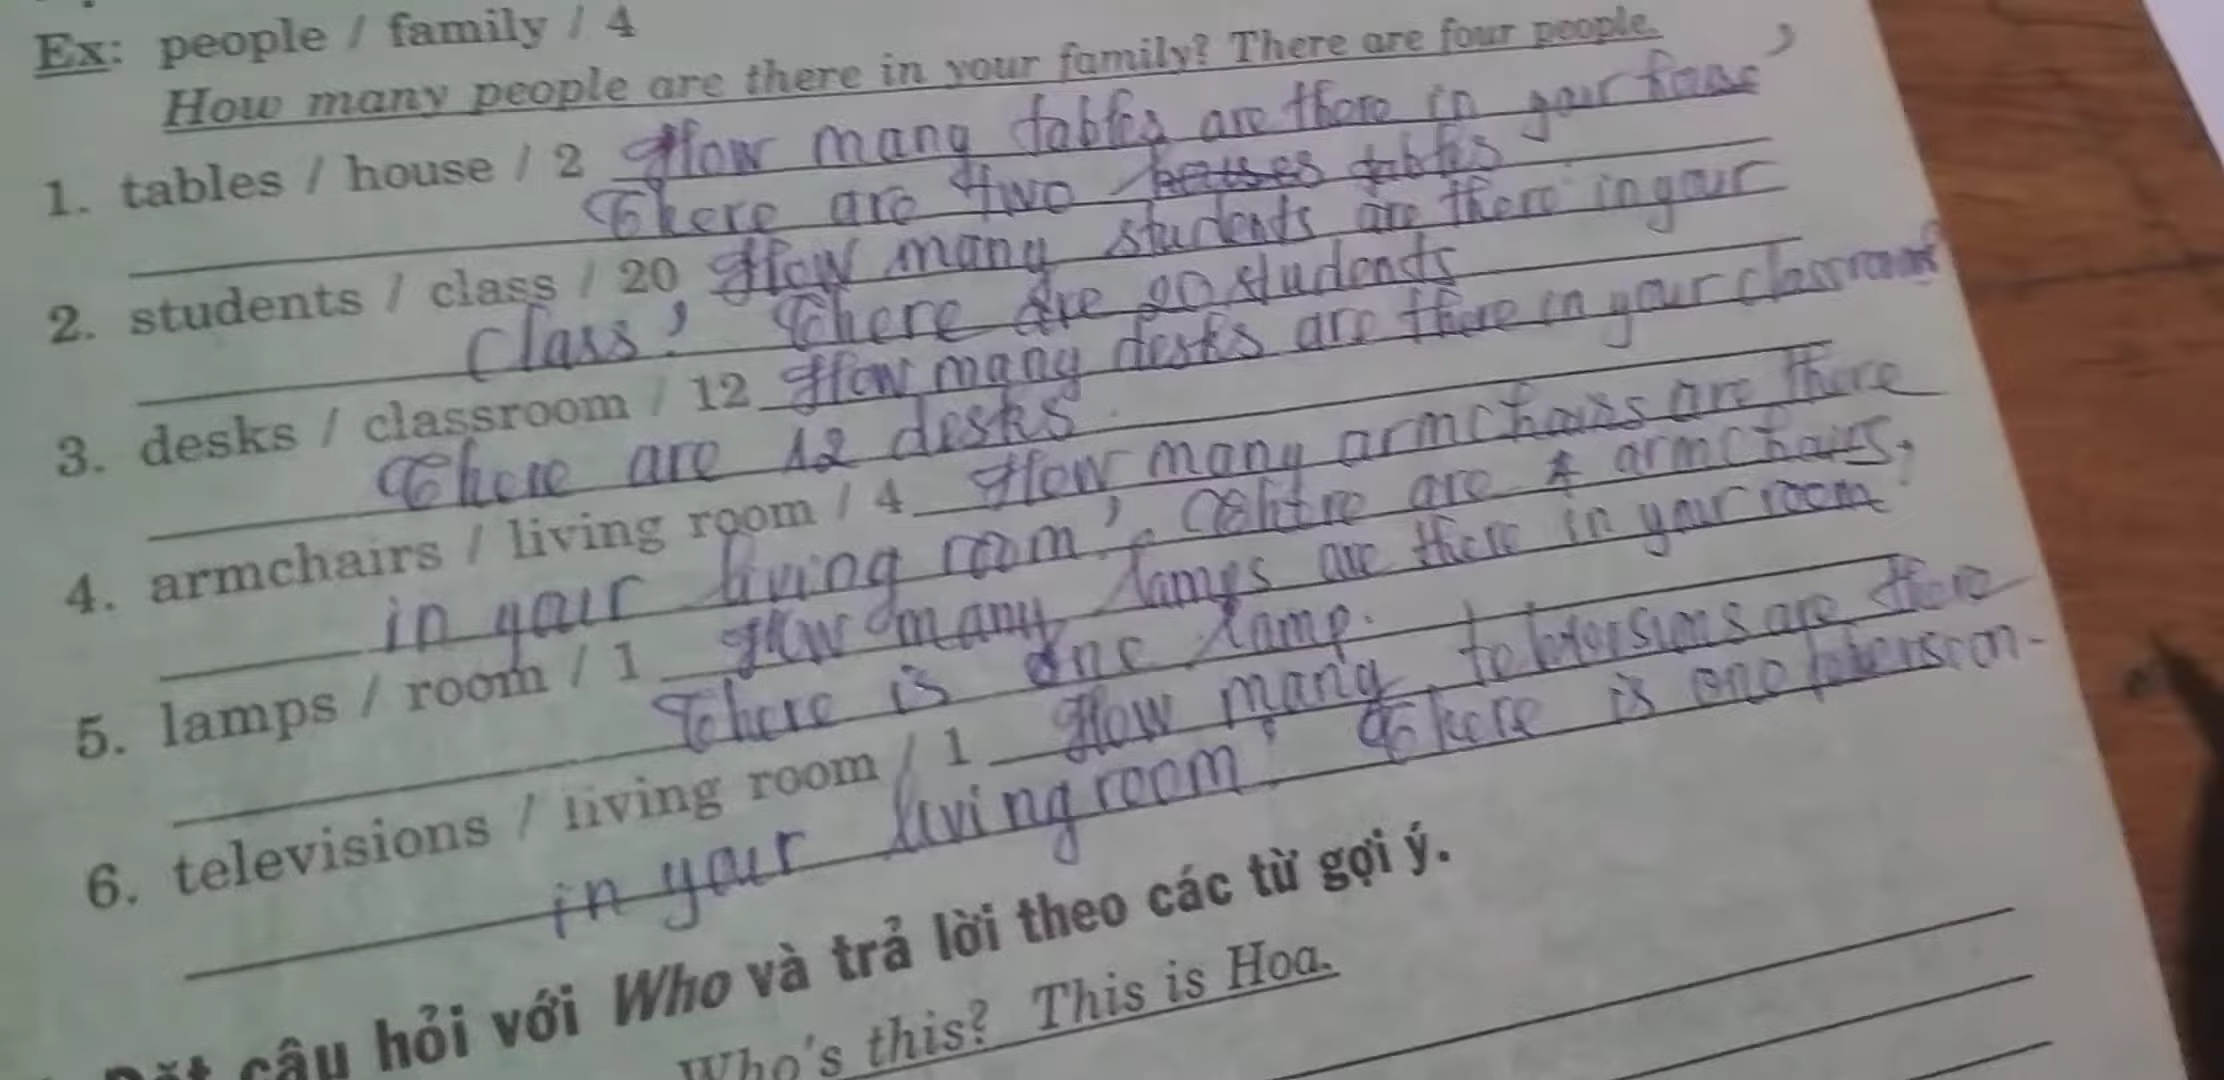 Ex: people / family / 4
How many people are there in your family? There are four people.
1. tables / house / 2 How many tables are there in your house?
There are two houses tables
2. students / class / 20 How many students are there in your
class? There are 20 students
3. desks / classroom / 12 How many desks are there in your classroom?
There are 12 desks.
4. armchairs / living room / 4 How many armchairs are there
in your living room? There are 4 armchairs.
5. lamps / room / 1 How many lamps are there in your room?
There is one lamp.
6. televisions / living room / 1 How many are there
in your living room? There is one
Đặt câu hỏi với Who và trả lời theo các từ gợi ý.
Who's this? This is Hoa.